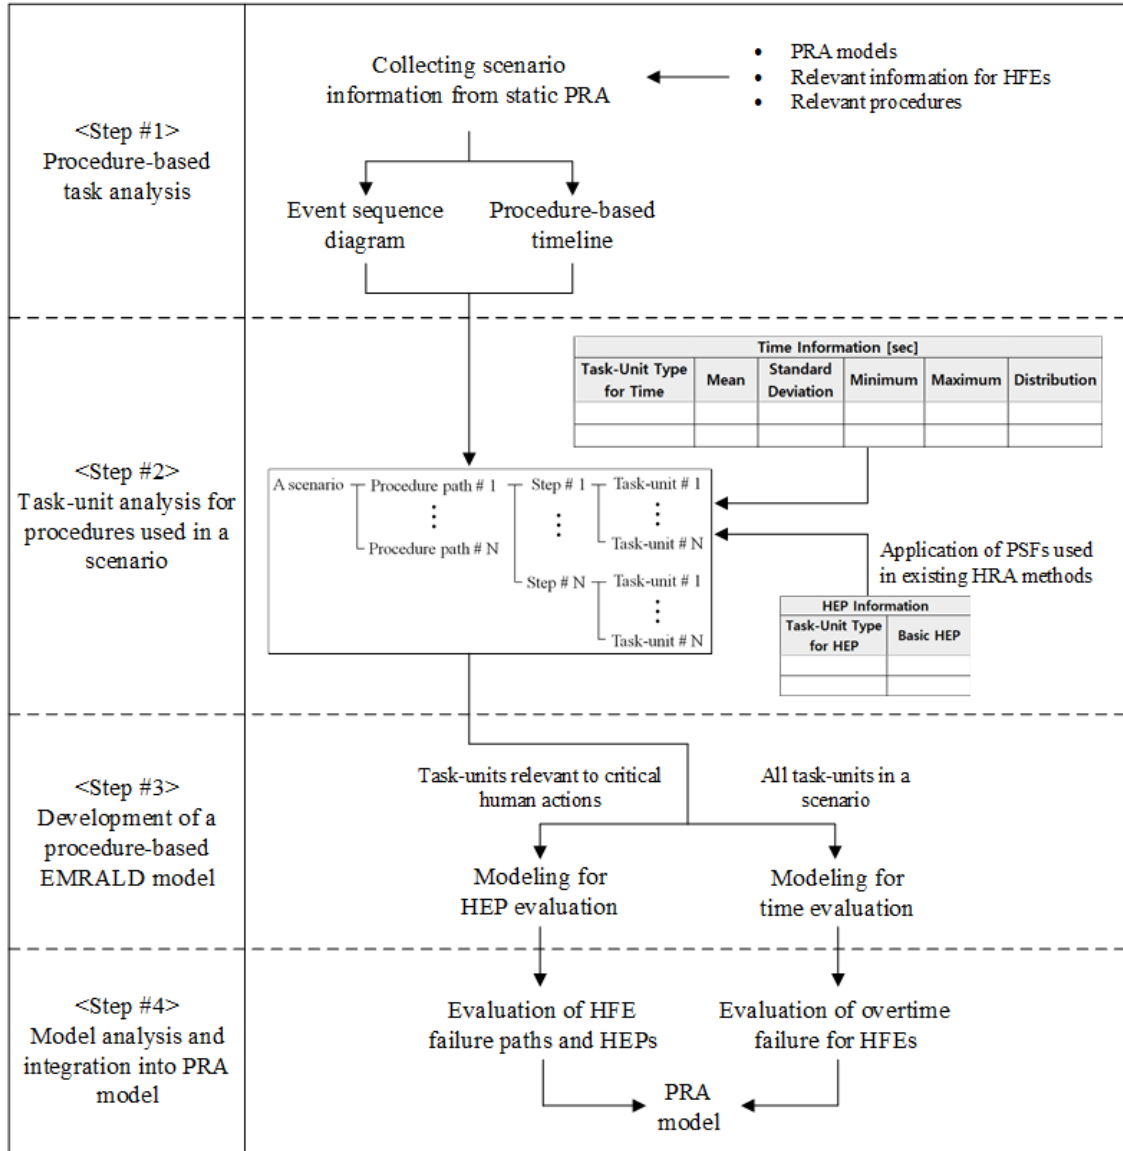 <Step #1>
Procedure-based
task analysis
Collecting scenario
information from static PRA
• PRA models
• Relevant information for HFEs
• Relevant procedures
Event sequence
diagram
Procedure-based
timeline
<Step #2>
Task-unit analysis for
procedures used in a
scenario
Time Information [sec]
Task-Unit Type
for Time
Mean
Standard
Deviation
Minimum
Maximum
Distribution
A scenario
Procedure path # 1
Step # 1
Task-unit # 1
Procedure path # N
Task-unit # N
Step # N
Task-unit # 1
Task-unit # N
Application of PSFs used
in existing HRA methods
HEP Information
Task-Unit Type
for HEP
Basic HEP
<Step #3>
Development of a
procedure-based
EMRALD model
Task-units relevant to critical
human actions
All task-units in a
scenario
Modeling for
HEP evaluation
Modeling for
time evaluation
<Step #4>
Model analysis and
integration into PRA
model
Evaluation of HFE
failure paths and HEPs
Evaluation of overtime
failure for HFEs
PRA
model